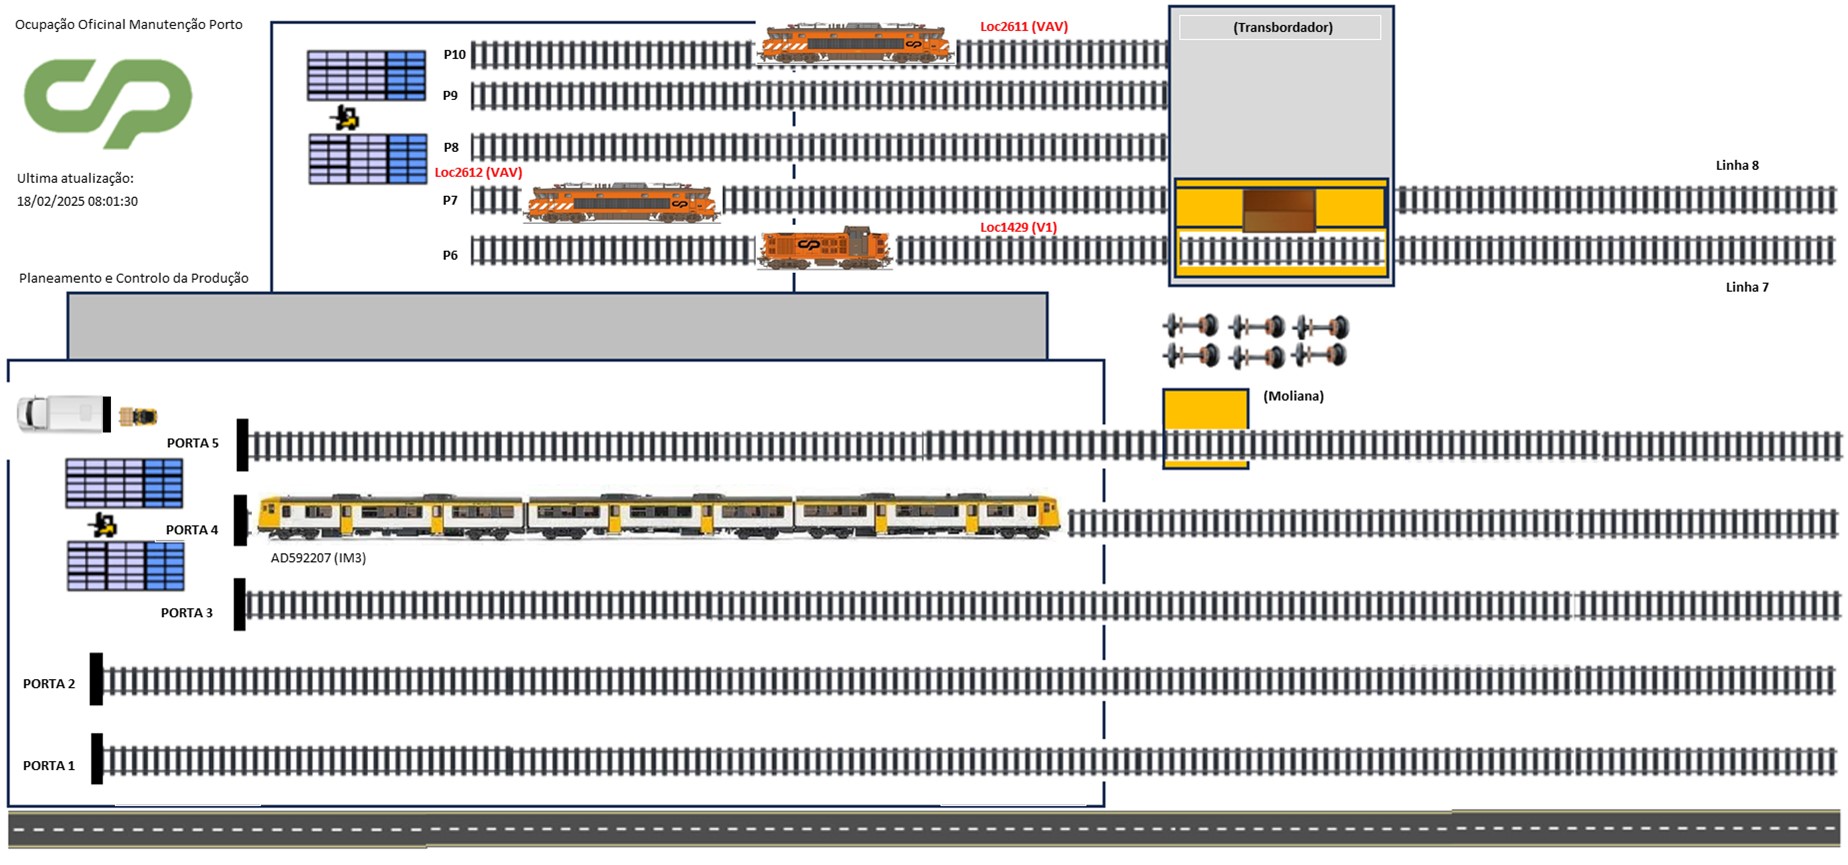 Ocupação Oficinal Manutenção Porto
Ultima atualização:
18/02/2025 08:01:30
Planeamento e Controlo da Produção
P10
Loc2611 (VAV)
(Transbordador)
P9
P8
Loc2612 (VAV)
P7
Linha 8
Loc1429 (V1)
P6
Linha 7
(Moliana)
PORTA 5
PORTA 4
AD592207 (IM3)
PORTA 3
PORTA 2
PORTA 1